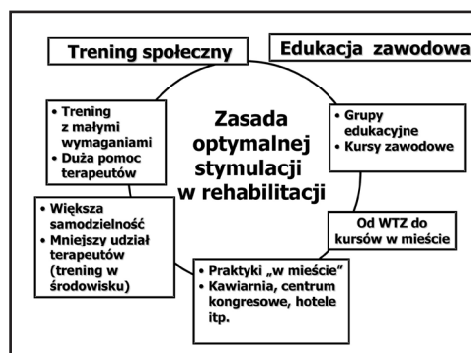 Trening społeczny
Edukacja zawodowa
Zasada
optymalnej
stymulacji
w rehabilitacji
• Trening
z małymi
wymaganiami
• Duża pomoc
terapeutów
• Grupy
edukacyjne
• Kursy zawodowe
• Większa
samodzielność
• Mniejszy udział
terapeutów
(trening w
środowisku)
Od WTZ do
kursów w mieście
• Praktyki „w mieście”
• Kawiarnia, centrum
kongresowe, hotele
itp.